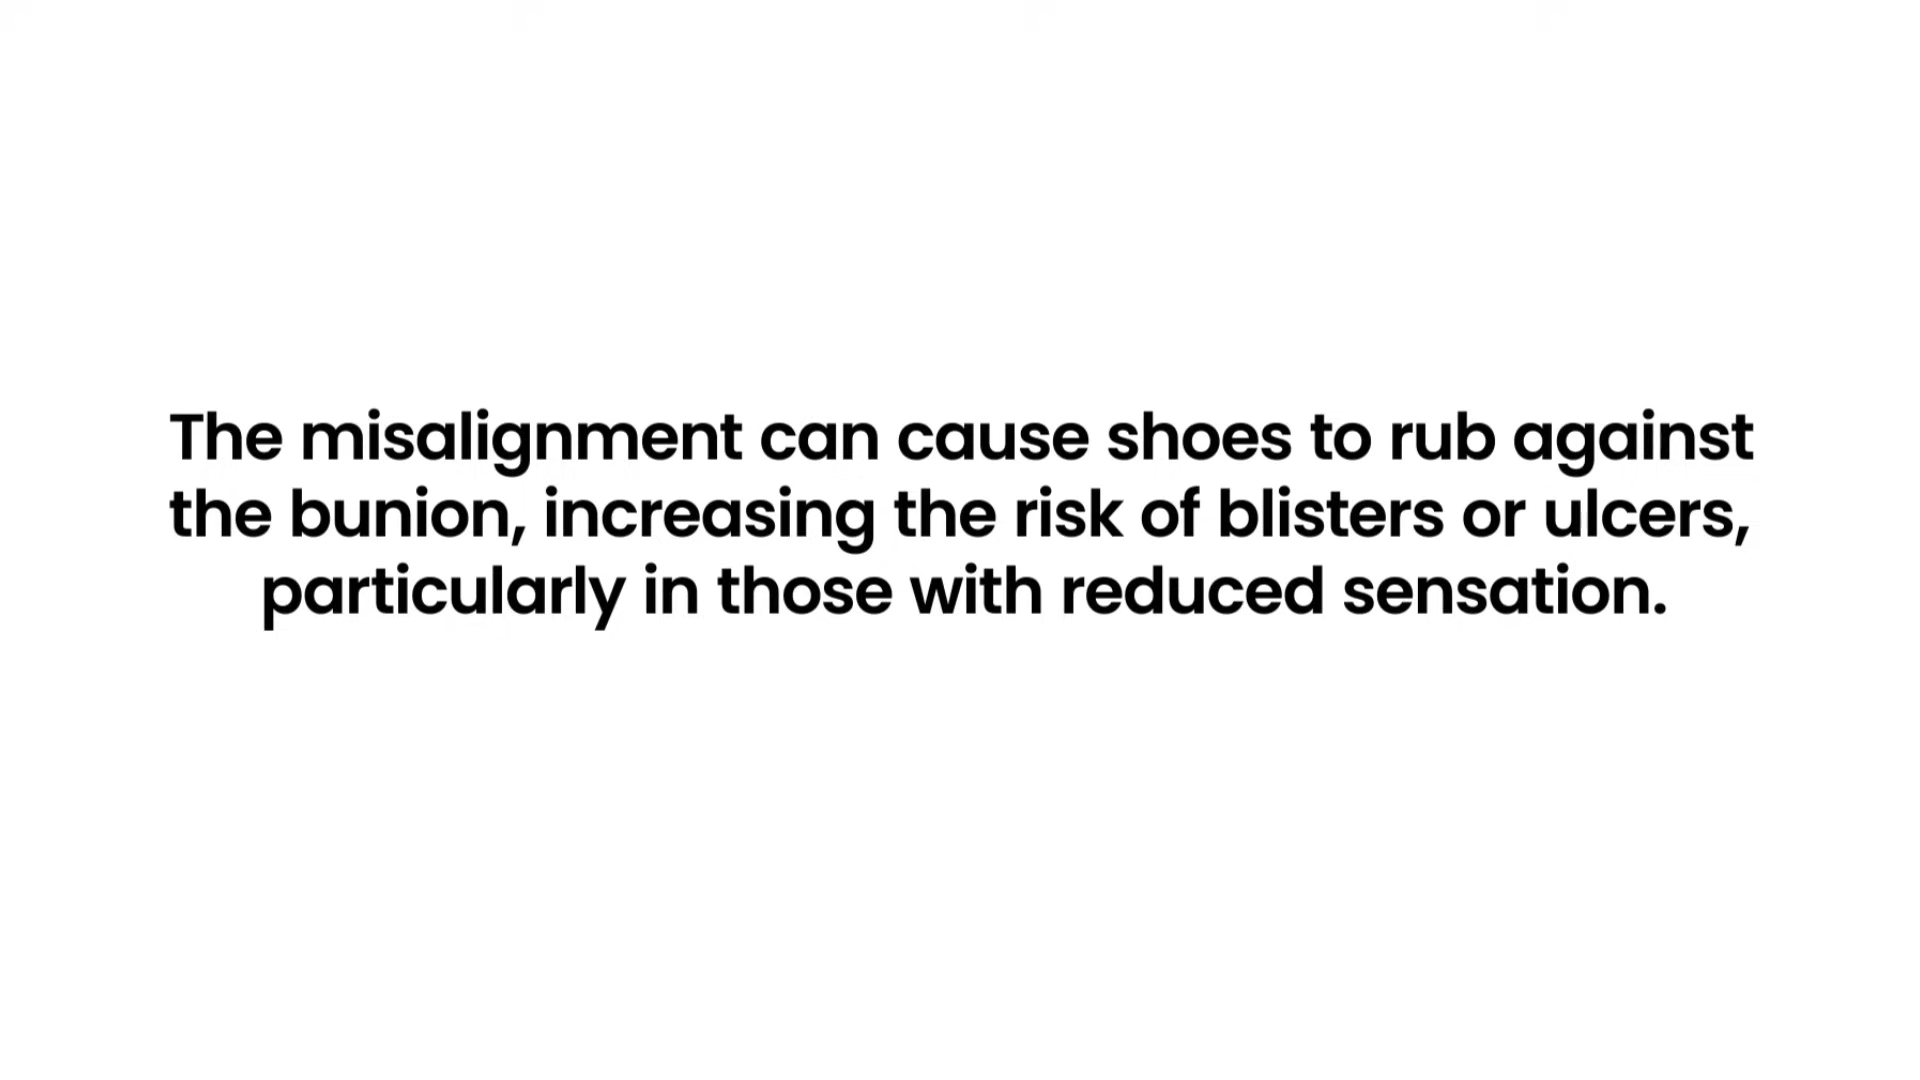 The misalignment can cause shoes to rub against
the bunion, increasing the risk of blisters or ulcers,
particularly in those with reduced sensation.